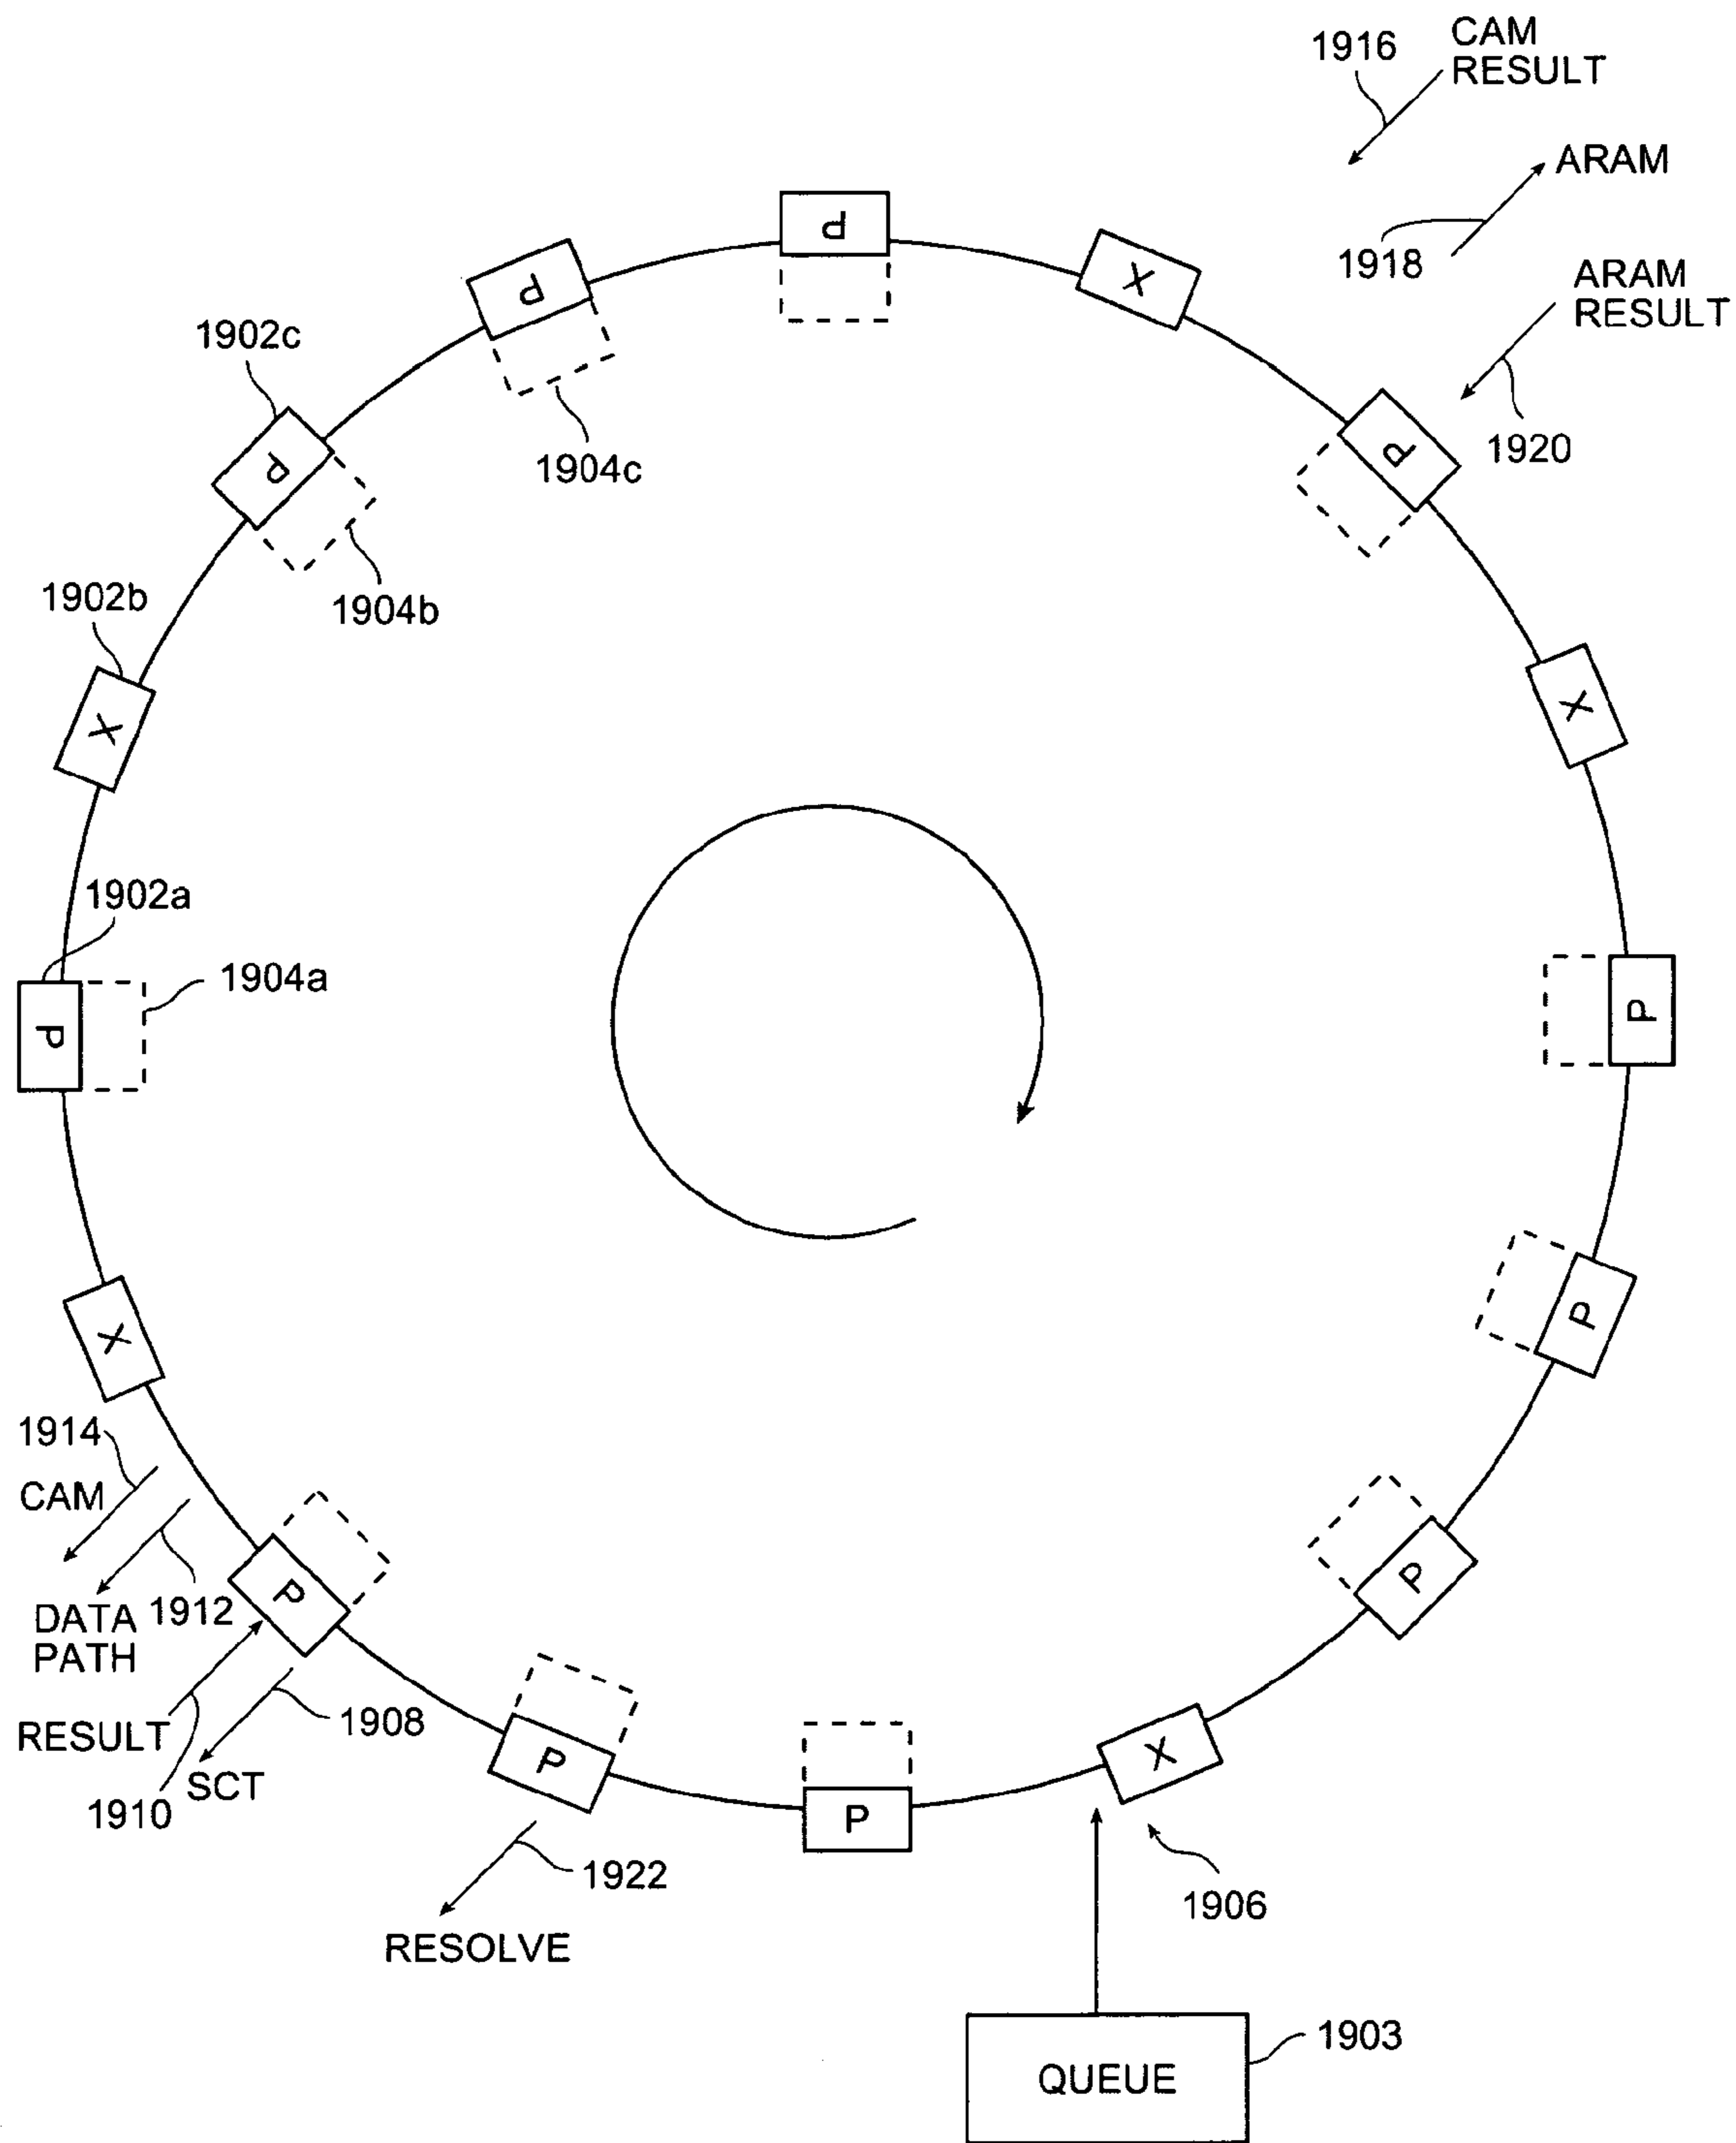 CAM
RESULT
1916
ARAM
1918
ARAM
RESULT
1920
P
X
P
1904c
1902c
P
1904b
P
1902b
X
X
1902a
1904a
P
P
X
P
1914
CAM
1912
DATA
PATH
P
P
RESULT
1908
SCT
1910
P
X
P
1922
1906
RESOLVE
1903
QUEUE